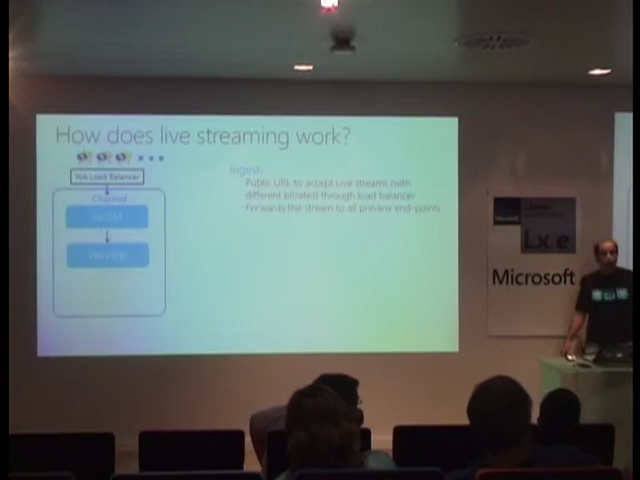 How does live streaming work?
WA Load Balancer
Channel
INGEST
PREVIEW
Ingest:
Public URL to accept Live streams (with
different bitrates) through load balancer
Forwards the stream to all preview end-points
Microsoft